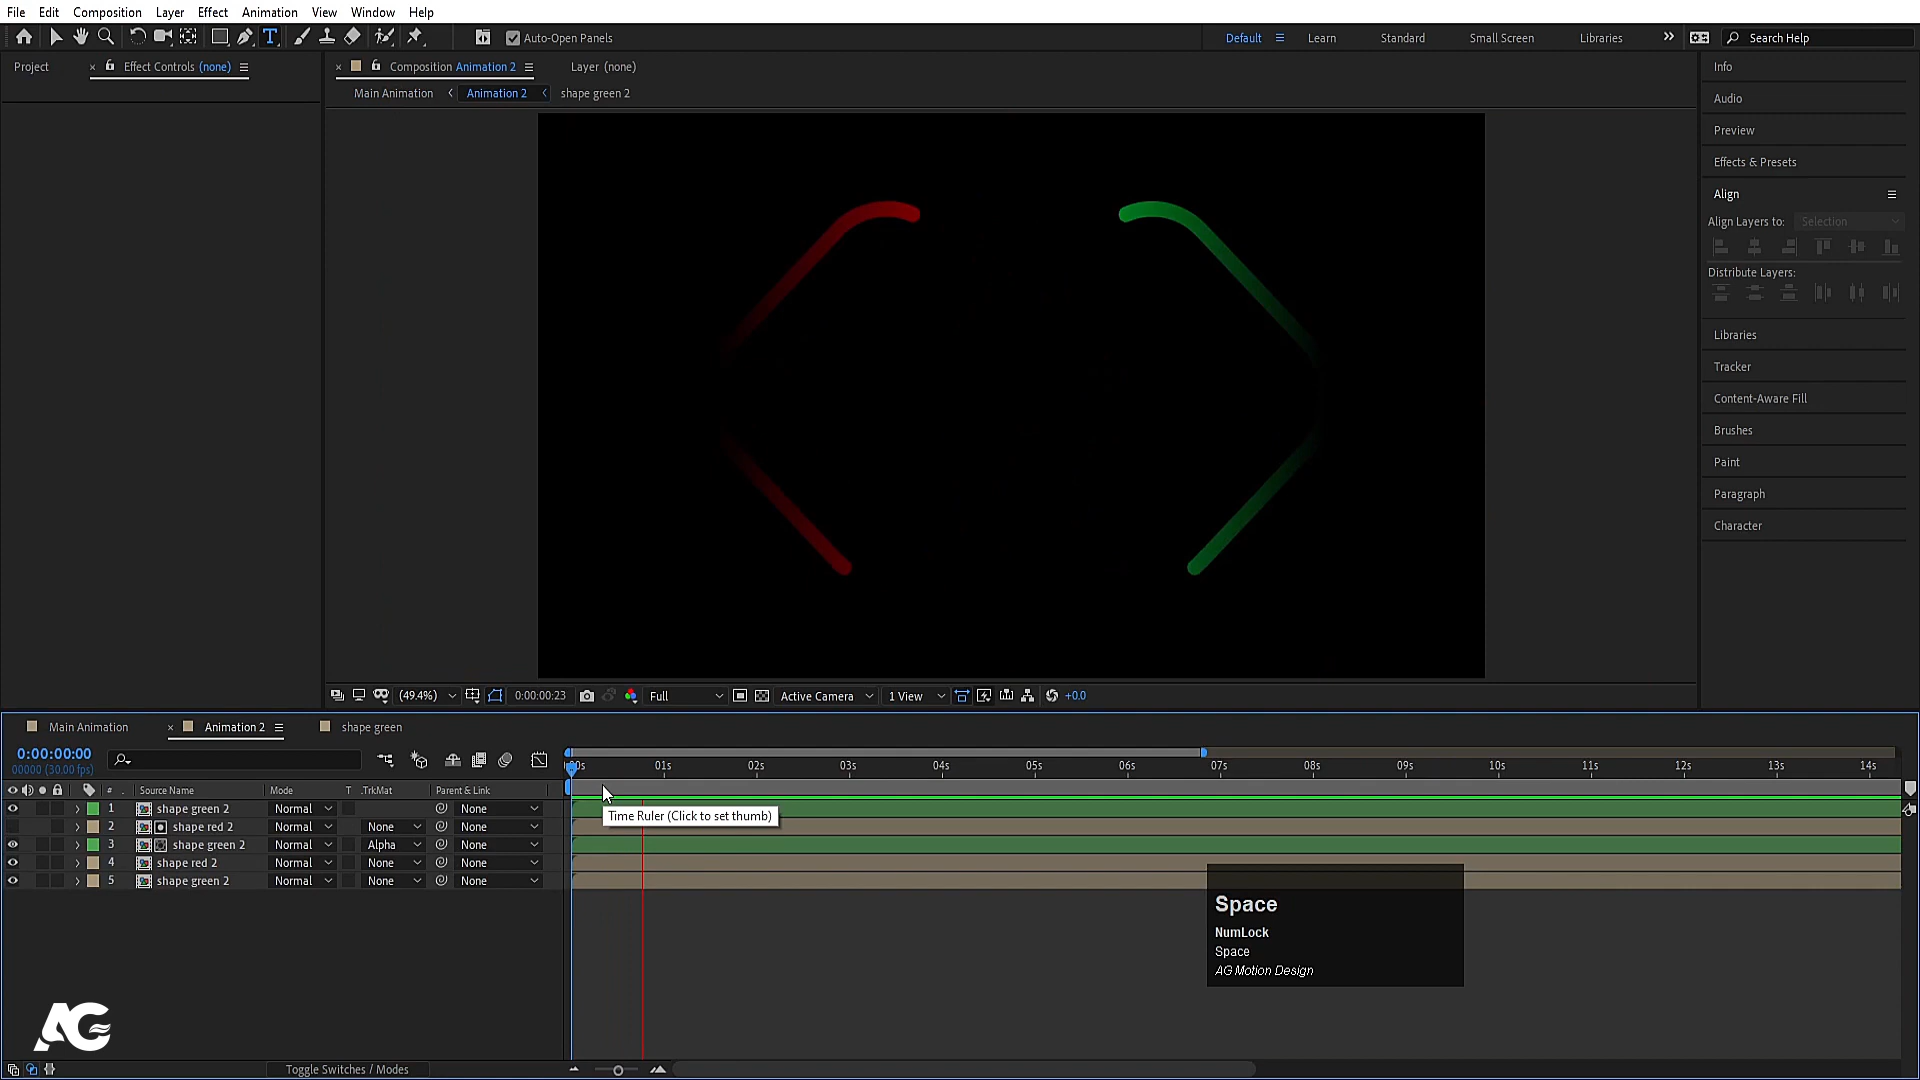 File Edit Composition Layer Effect Animation View Window Help
Auto-Open Panels Default Learn Standard Small Screen Libraries Search Help
Project Effect Controls (none) Composition Animation 2 Layer (none)
Main Animation Animation 2 shape green 2
Info
Audio
Preview
Effects & Presets
Align
Align Layers to: Selection
Distribute Layers:
Libraries
Tracker
Content-Aware Fill
Brushes
Paint
Paragraph
Character
(49.4%) 0:00:00:23 Full Active Camera 1 View +0.0
Main Animation Animation 2 shape green
0:00:00:00
00000 (30.00 fps)
00s 01s 02s 03s 04s 05s 06s 07s 08s 09s 10s 11s 12s 13s 14s
# Source Name Mode T .TrkMat Parent & Link
1 shape green 2 Normal None
2 shape red 2 Normal None None
3 shape green 2 Normal Alpha None
4 shape red 2 Normal None None
5 shape green 2 Normal None None
Time Ruler (Click to set thumb)
Space
NumLock
Space
AG Motion Design
AG
Toggle Switches / Modes